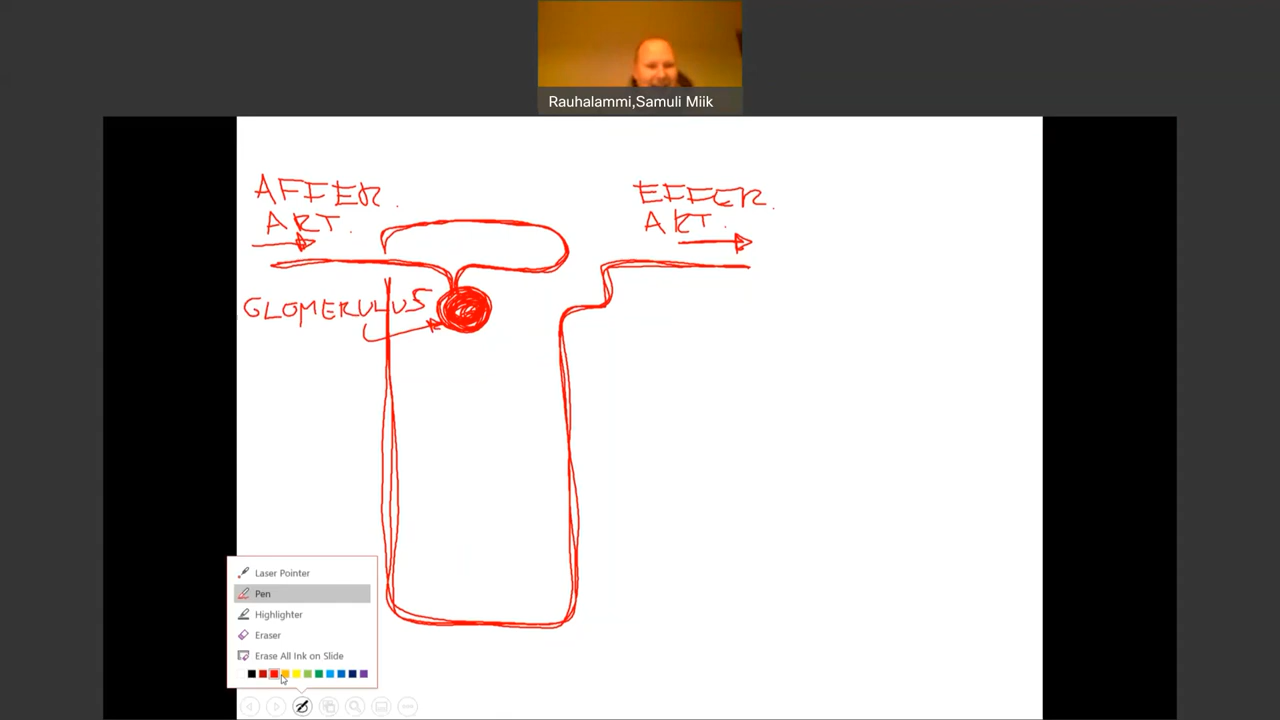 Rauhalammi,Samuli Miik
AFFER.
ART.
EFFER.
ART.
GLOMERULUS
Laser Pointer
Pen
Highlighter
Eraser
Erase All Ink on Slide